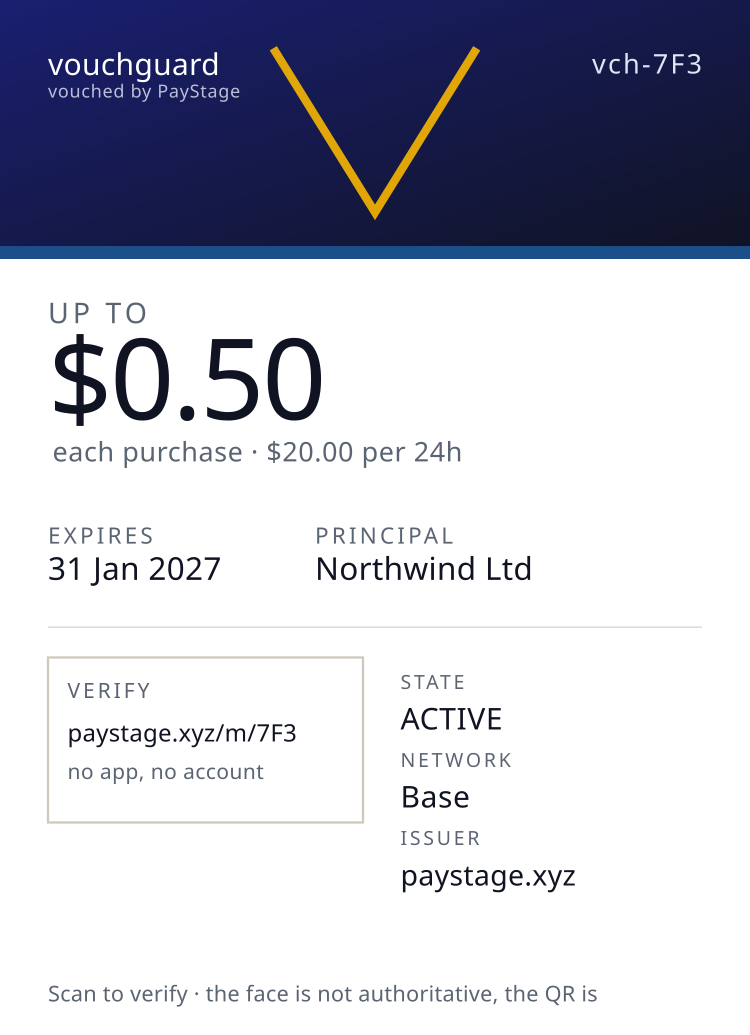 vouchguard
vouched by PayStage
vch-7F3
UP TO
$0.50
each purchase · $20.00 per 24h
EXPIRES
31 Jan 2027
PRINCIPAL
Northwind Ltd
VERIFY
paystage.xyz/m/7F3
no app, no account
STATE
ACTIVE
NETWORK
Base
ISSUER
paystage.xyz
Scan to verify · the face is not authoritative, the QR is